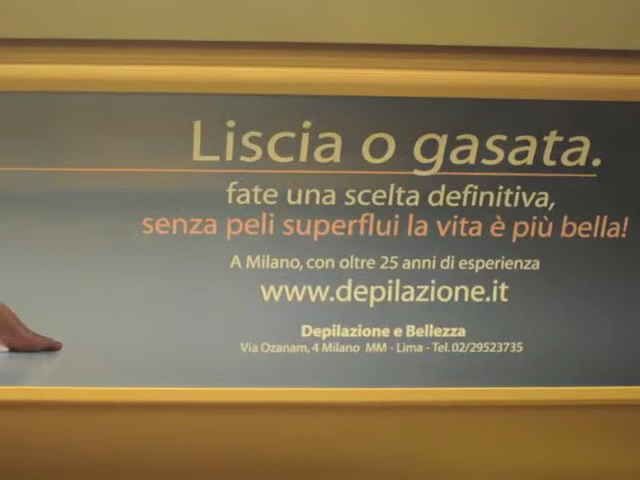 Liscia o gasata.
fate una scelta definitiva,
senza peli superflui la vita è più bella!
A Milano, con oltre 25 anni di esperienza
www.depilazione.it
Depilazione e Bellezza
Via Ozanam, 4 Milano MM - Lima - Tel. 02/29523735